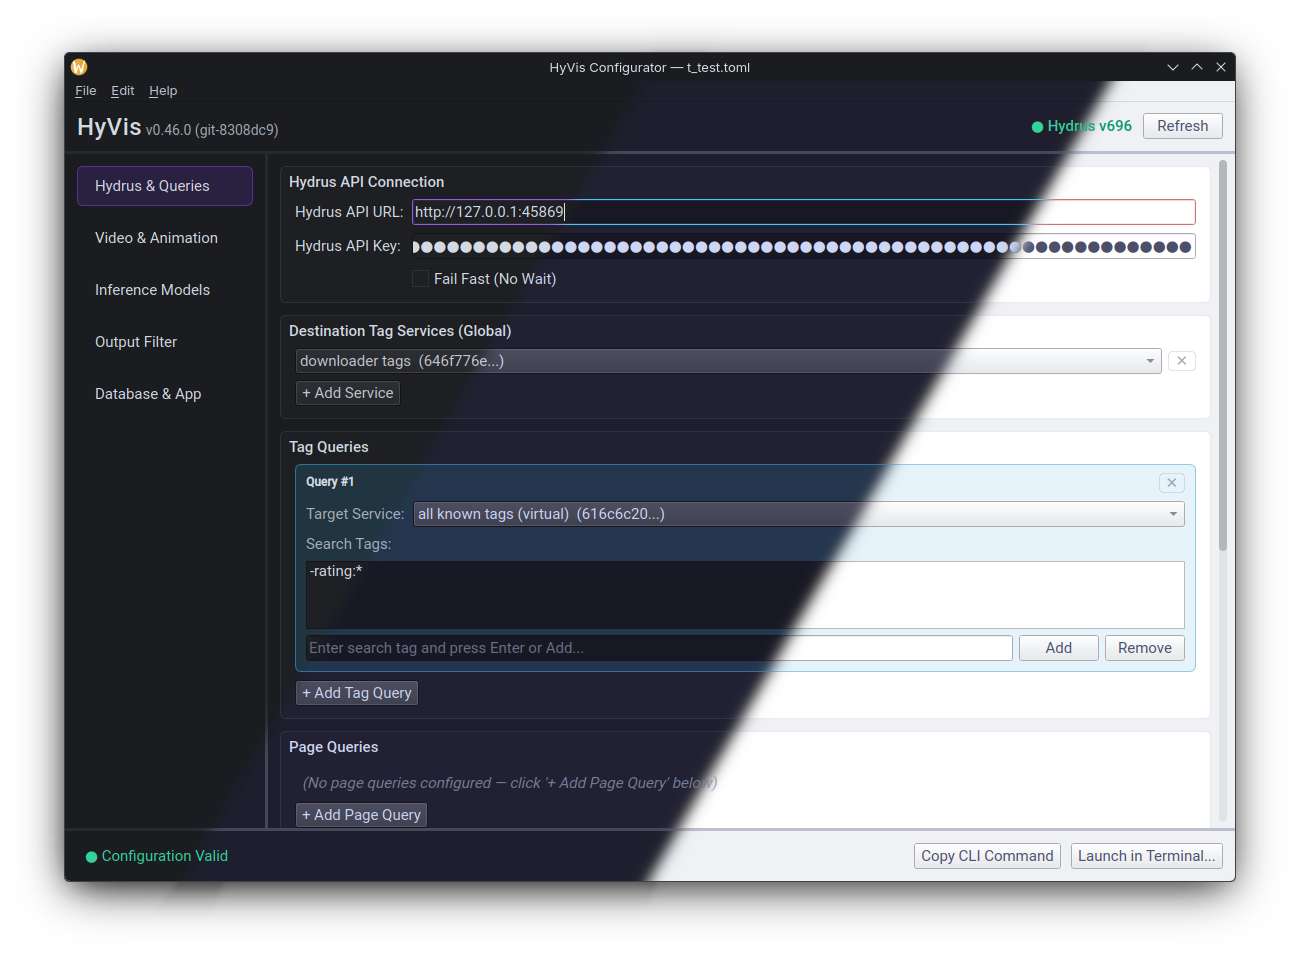 HyVis Configurator — t_test.toml
File Edit Help
HyVis v0.46.0 (git-8308dc9)
Hydrus v696 Refresh
Hydrus & Queries
Video & Animation
Inference Models
Output Filter
Database & App
Hydrus API Connection
Hydrus API URL: http://127.0.0.1:45869
Hydrus API Key:
Fail Fast (No Wait)
Destination Tag Services (Global)
downloader tags (646f776e...)
+ Add Service
Tag Queries
Query #1
Target Service: all known tags (virtual) (616c6c20...)
Search Tags:
-rating:*
Enter search tag and press Enter or Add... Add Remove
+ Add Tag Query
Page Queries
(No page queries configured — click '+ Add Page Query' below)
+ Add Page Query
Configuration Valid Copy CLI Command Launch in Terminal...